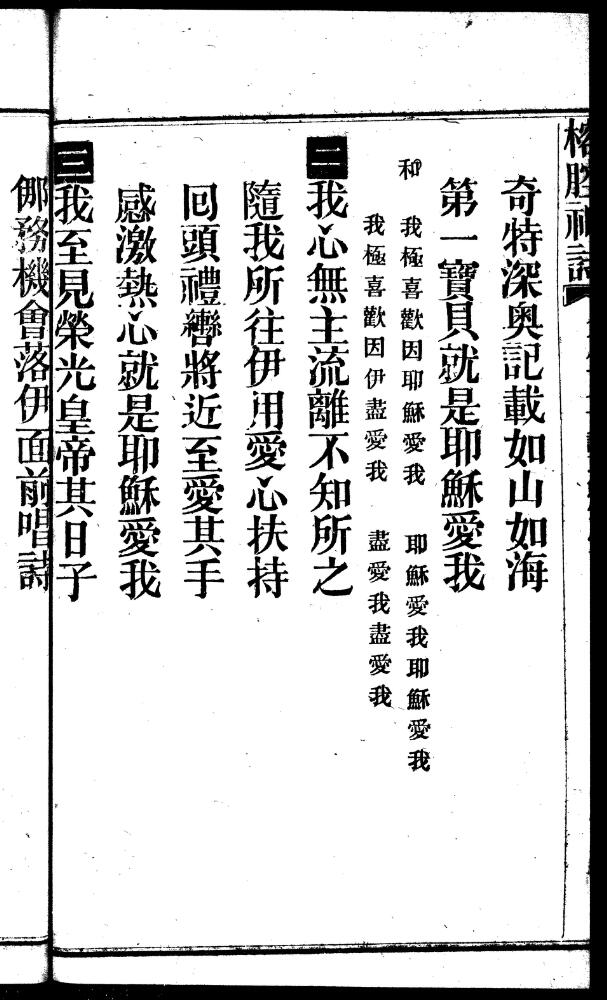 榕腔神詩
奇特深奧記載如山如海
第一寶貝就是耶穌愛我
和 我極喜歡因耶穌愛我 耶穌愛我耶穌愛我
我極喜歡因伊盡愛我 盡愛我盡愛我
二 我心無主流離不知所之
隨我所往伊用愛心扶持
回頭禮轡將近至愛其手
感激熱心就是耶穌愛我
三 我至見榮光皇帝其日子
㑚務機會落伊面前唱詩